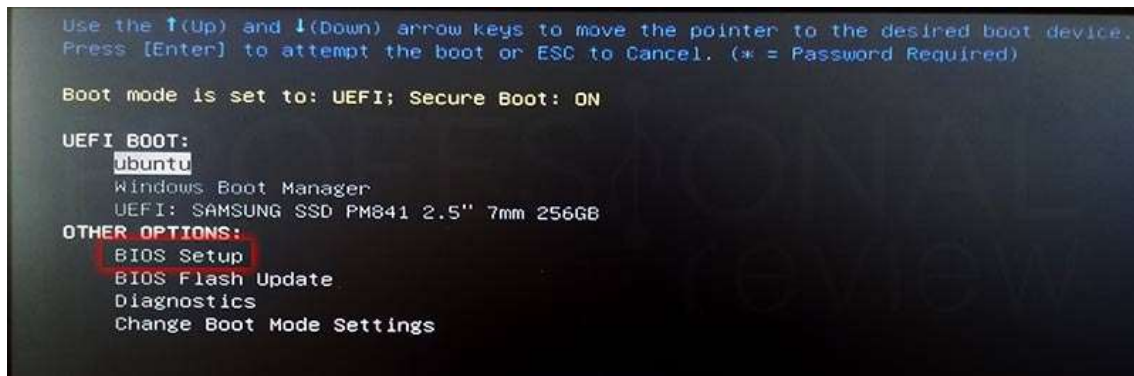 Use the ↑(Up) and ↓(Down) arrow keys to move the pointer to the desired boot device.
Press [Enter] to attempt the boot or ESC to Cancel. (* = Password Required)
Boot mode is set to: UEFI; Secure Boot: ON
UEFI BOOT:
ubuntu
Windows Boot Manager
UEFI: SAMSUNG SSD PM841 2.5'' 7mm 256GB
OTHER OPTIONS:
BIOS Setup
BIOS Flash Update
Diagnostics
Change Boot Mode Settings
PROFESIONAL
review